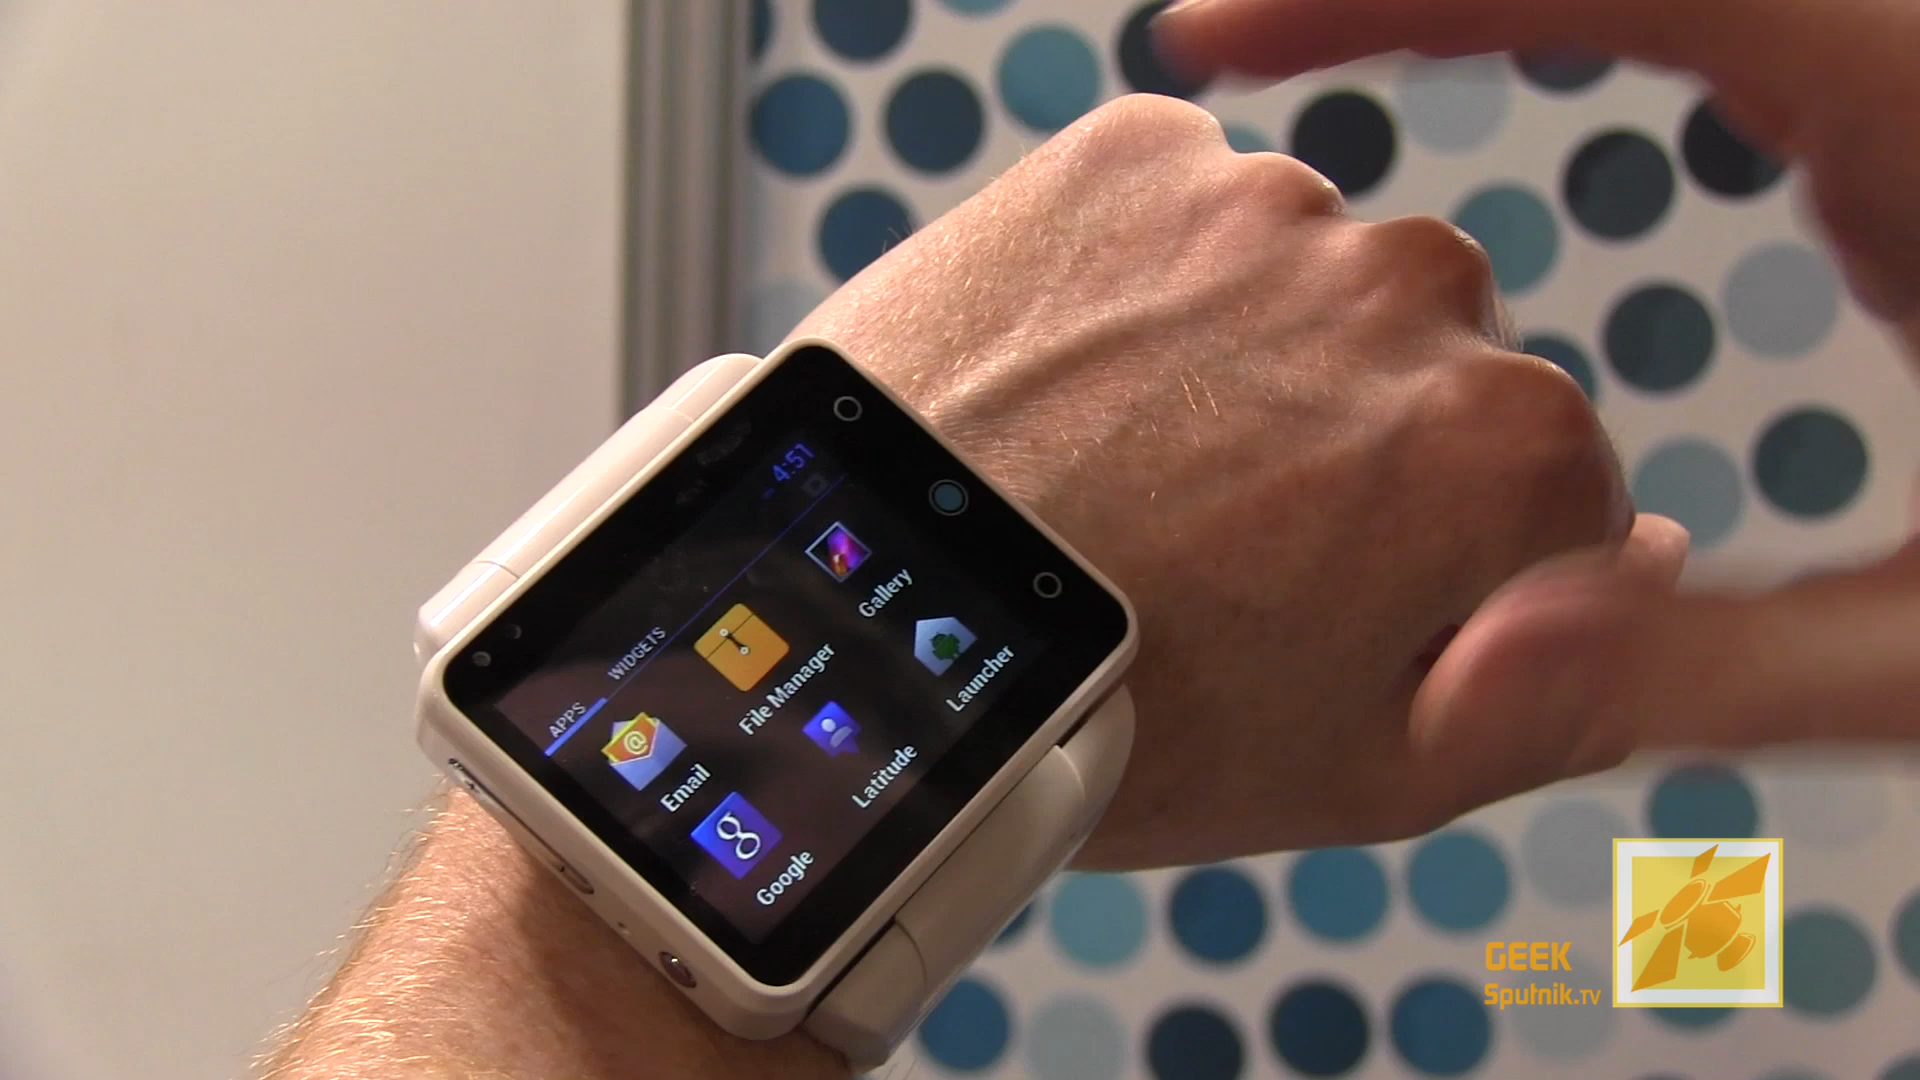 4:51
APPS WIDGETS
Email
File Manager
Gallery
Google
Latitude
Launcher
GEEK
Sputnik.TV